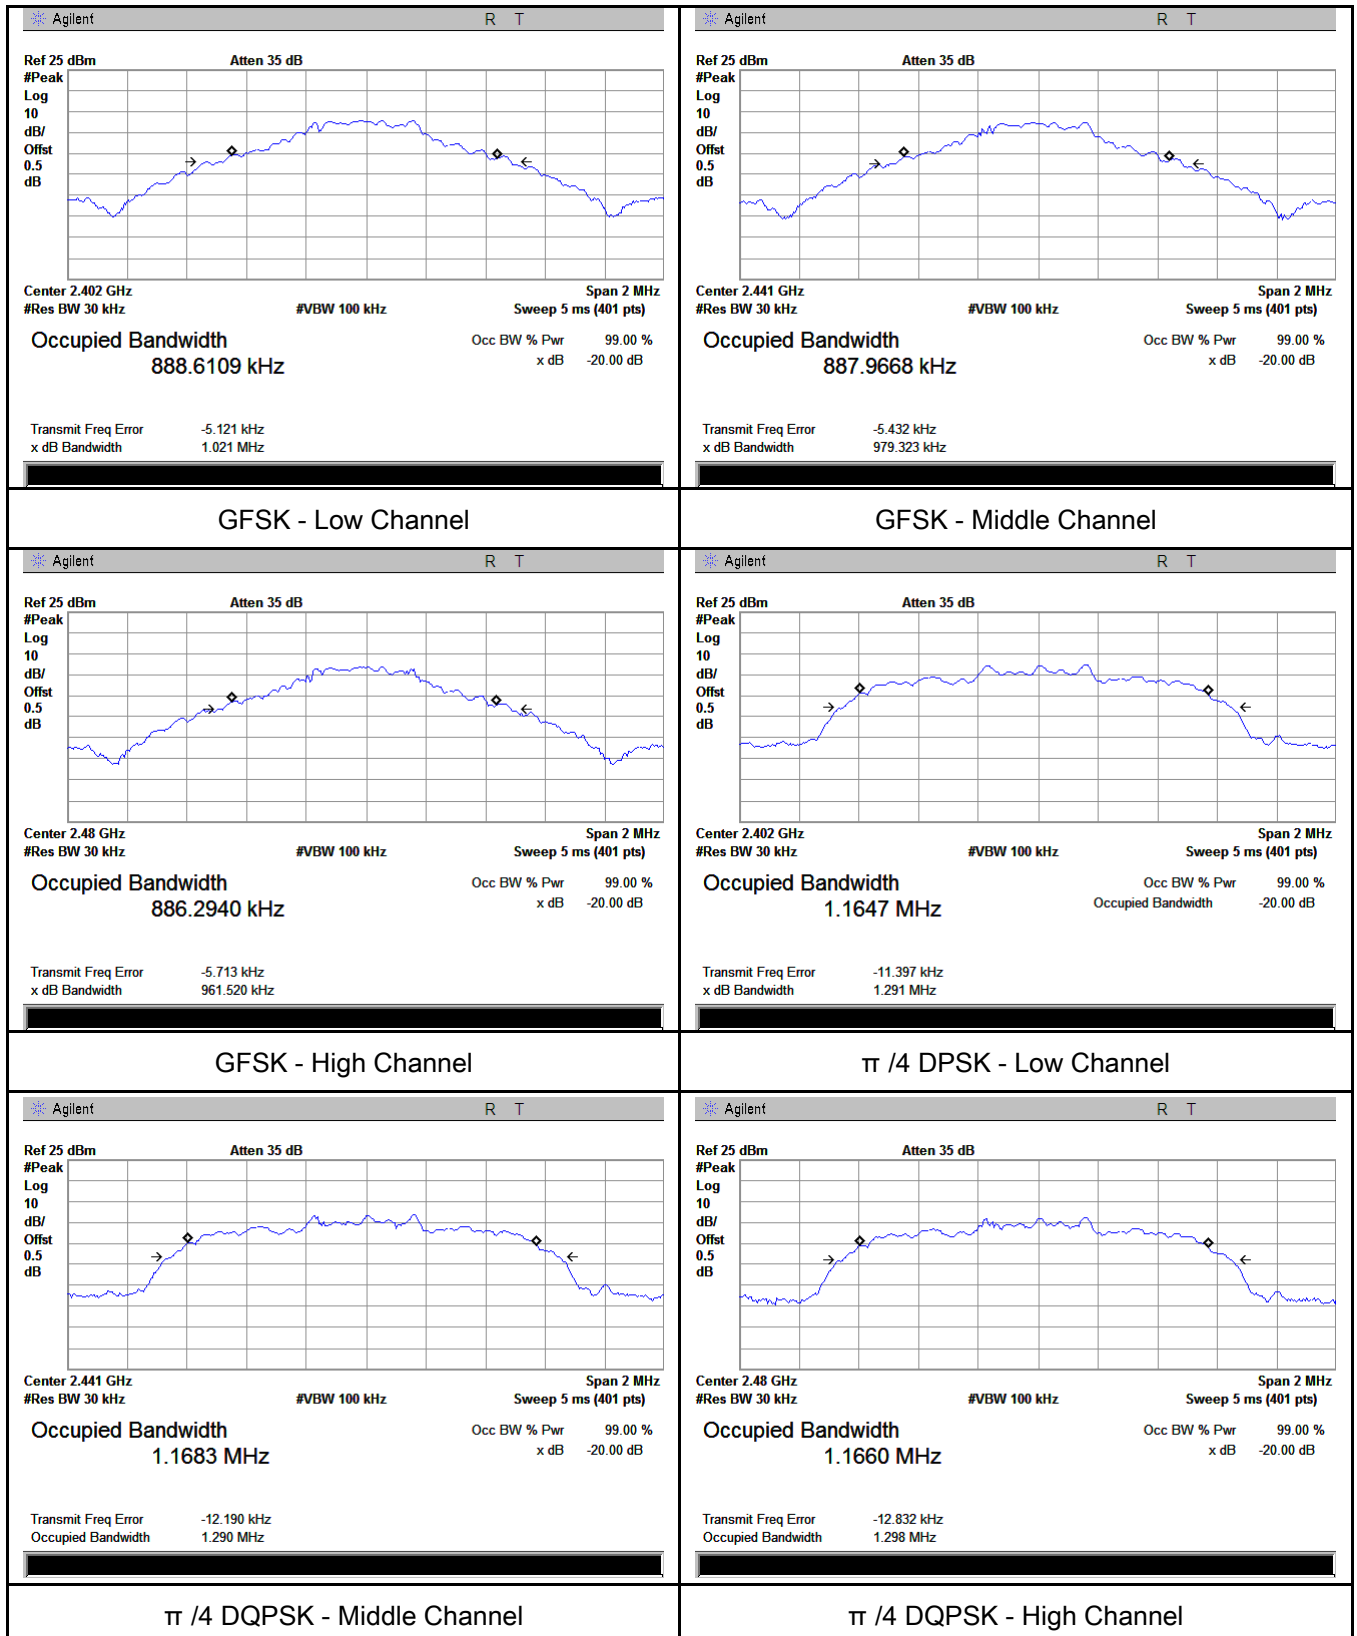 Agilent R T
Ref 25 dBm Atten 35 dB
#Peak
Log
10
dB/
Offst
0.5
dB
Center 2.402 GHz Span 2 MHz
#Res BW 30 kHz #VBW 100 kHz Sweep 5 ms (401 pts)
Occupied Bandwidth Occ BW % Pwr 99.00 %
888.6109 kHz x dB -20.00 dB
Transmit Freq Error -5.121 kHz
x dB Bandwidth 1.021 MHz
GFSK - Low Channel
Agilent R T
Ref 25 dBm Atten 35 dB
#Peak
Log
10
dB/
Offst
0.5
dB
Center 2.441 GHz Span 2 MHz
#Res BW 30 kHz #VBW 100 kHz Sweep 5 ms (401 pts)
Occupied Bandwidth Occ BW % Pwr 99.00 %
887.9668 kHz x dB -20.00 dB
Transmit Freq Error -5.432 kHz
x dB Bandwidth 979.323 kHz
GFSK - Middle Channel
Agilent R T
Ref 25 dBm Atten 35 dB
#Peak
Log
10
dB/
Offst
0.5
dB
Center 2.48 GHz Span 2 MHz
#Res BW 30 kHz #VBW 100 kHz Sweep 5 ms (401 pts)
Occupied Bandwidth Occ BW % Pwr 99.00 %
886.2940 kHz x dB -20.00 dB
Transmit Freq Error -5.713 kHz
x dB Bandwidth 961.520 kHz
GFSK - High Channel
Agilent R T
Ref 25 dBm Atten 35 dB
#Peak
Log
10
dB/
Offst
0.5
dB
Center 2.402 GHz Span 2 MHz
#Res BW 30 kHz #VBW 100 kHz Sweep 5 ms (401 pts)
Occupied Bandwidth Occ BW % Pwr 99.00 %
1.1647 MHz Occupied Bandwidth -20.00 dB
Transmit Freq Error -11.397 kHz
x dB Bandwidth 1.291 MHz
π /4 DPSK - Low Channel
Agilent R T
Ref 25 dBm Atten 35 dB
#Peak
Log
10
dB/
Offst
0.5
dB
Center 2.441 GHz Span 2 MHz
#Res BW 30 kHz #VBW 100 kHz Sweep 5 ms (401 pts)
Occupied Bandwidth Occ BW % Pwr 99.00 %
1.1683 MHz x dB -20.00 dB
Transmit Freq Error -12.190 kHz
Occupied Bandwidth 1.290 MHz
π /4 DQPSK - Middle Channel
Agilent R T
Ref 25 dBm Atten 35 dB
#Peak
Log
10
dB/
Offst
0.5
dB
Center 2.48 GHz Span 2 MHz
#Res BW 30 kHz #VBW 100 kHz Sweep 5 ms (401 pts)
Occupied Bandwidth Occ BW % Pwr 99.00 %
1.1660 MHz x dB -20.00 dB
Transmit Freq Error -12.832 kHz
Occupied Bandwidth 1.298 MHz
π /4 DQPSK - High Channel